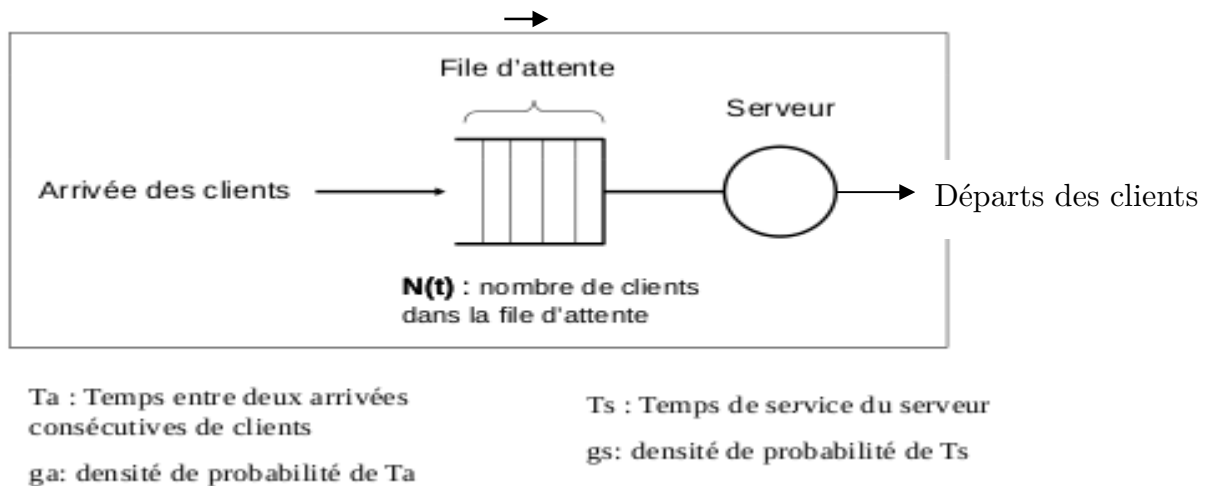 File d'attente
Serveur
Arrivée des clients
Départs des clients
N(t) : nombre de clients
dans la file d'attente
Ta : Temps entre deux arrivées
consécutives de clients
ga: densité de probabilité de Ta
Ts : Temps de service du serveur
gs: densité de probabilité de Ts